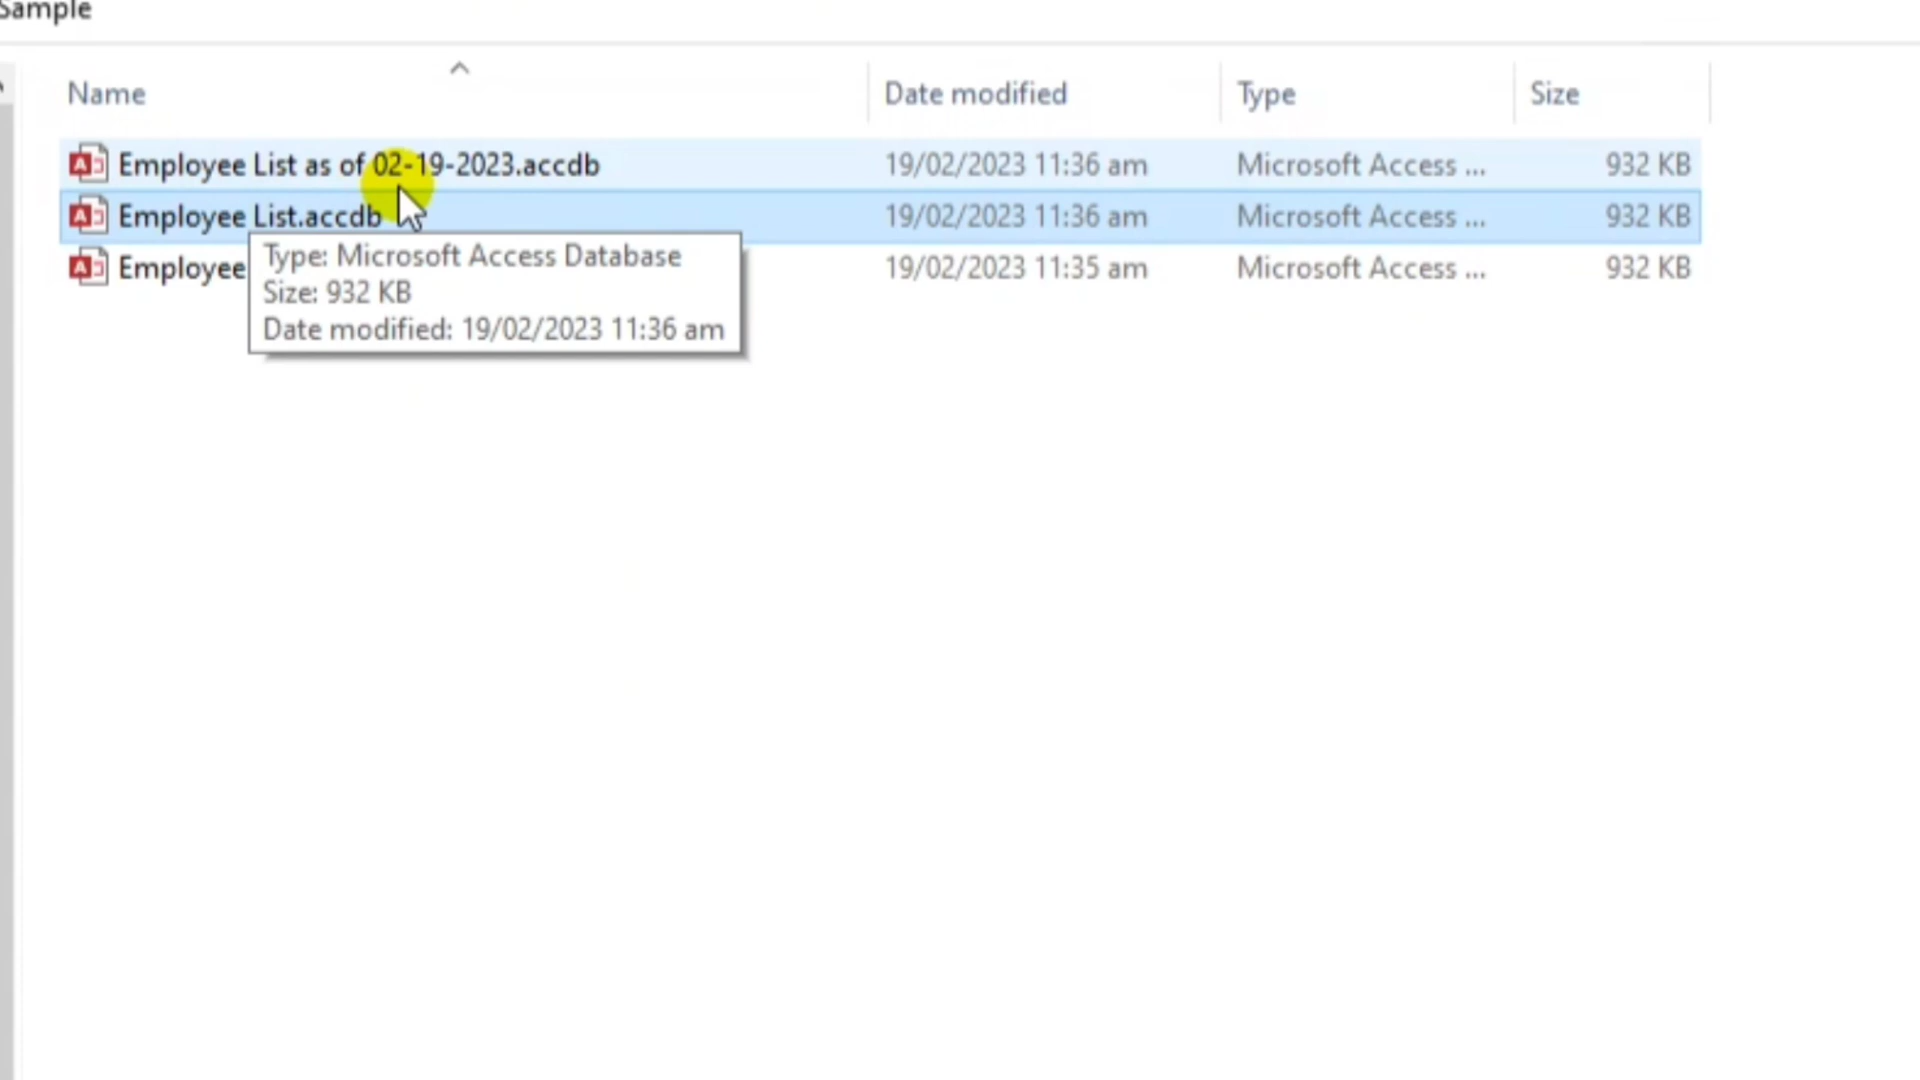 Sample
Name Date modified Type Size
Employee List as of 02-19-2023.accdb 19/02/2023 11:36 am Microsoft Access ... 932 KB
Employee List.accdb 19/02/2023 11:36 am Microsoft Access ... 932 KB
Employee 19/02/2023 11:35 am Microsoft Access ... 932 KB
Type: Microsoft Access Database
Size: 932 KB
Date modified: 19/02/2023 11:36 am